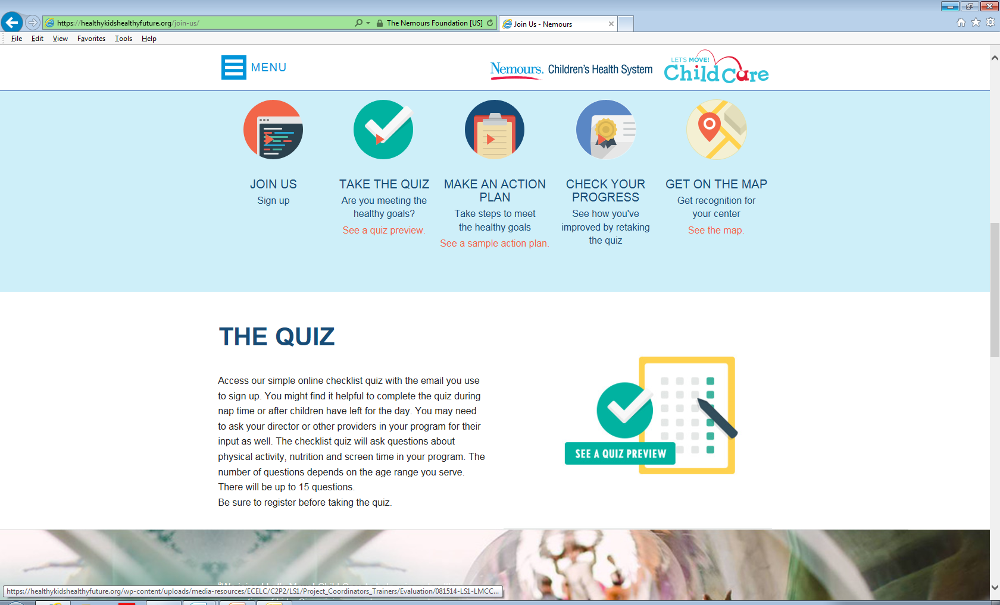 https://healthykidshealthyfuture.org/join-us/
The Nemours Foundation [US]
Join Us - Nemours
File Edit View Favorites Tools Help
MENU
Nemours. Children's Health System
LET'S MOVE!
Child Care
JOIN US
Sign up
TAKE THE QUIZ
Are you meeting the
healthy goals?
See a quiz preview.
MAKE AN ACTION
PLAN
Take steps to meet
the healthy goals
See a sample action plan.
CHECK YOUR
PROGRESS
See how you've
improved by retaking
the quiz
GET ON THE MAP
Get recognition for
your center
See the map.
THE QUIZ
Access our simple online checklist quiz with the email you use
to sign up. You might find it helpful to complete the quiz during
nap time or after children have left for the day. You may need
to ask your director or other providers in your program for their
input as well. The checklist quiz will ask questions about
physical activity, nutrition and screen time in your program. The
number of questions depends on the age range you serve.
There will be up to 15 questions.
Be sure to register before taking the quiz.
SEE A QUIZ PREVIEW
https://healthykidshealthyfuture.org/wp-content/uploads/media-resources/ECELC/C2P2/LS1/Project_Coordinators_Trainers/Evaluation/081514-LS1-LMCC...